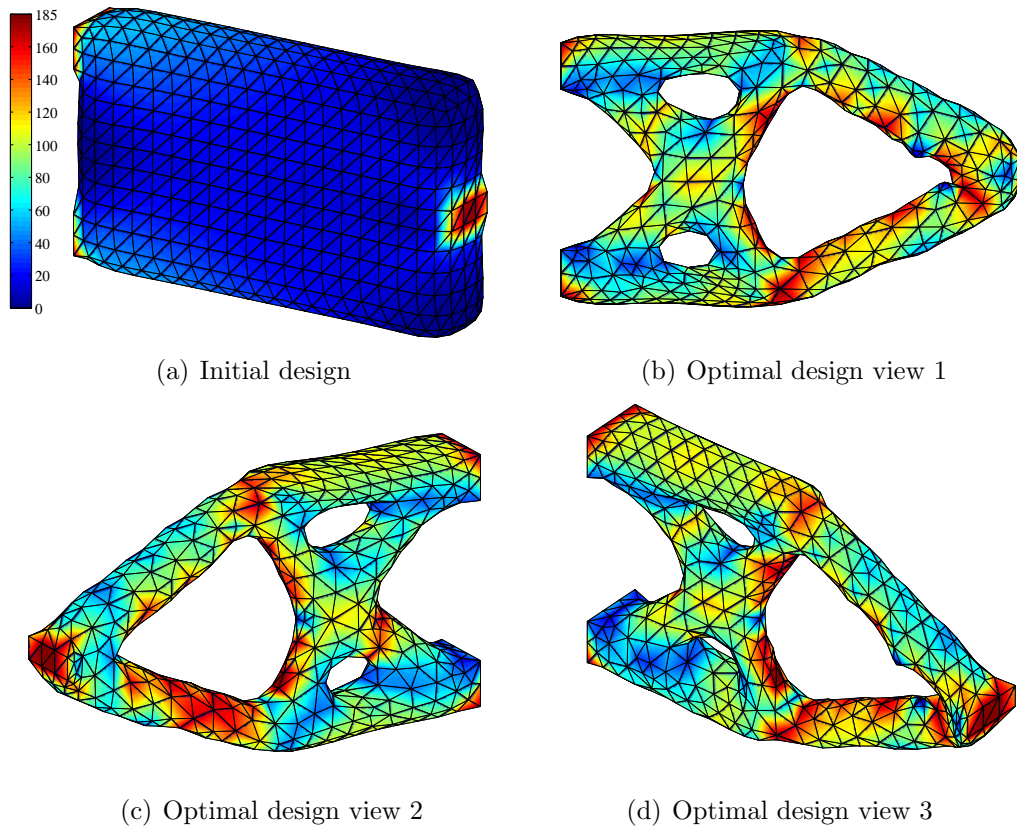 185
160
140
120
100
80
60
40
20
0
(a) Initial design
(b) Optimal design view 1
(c) Optimal design view 2
(d) Optimal design view 3